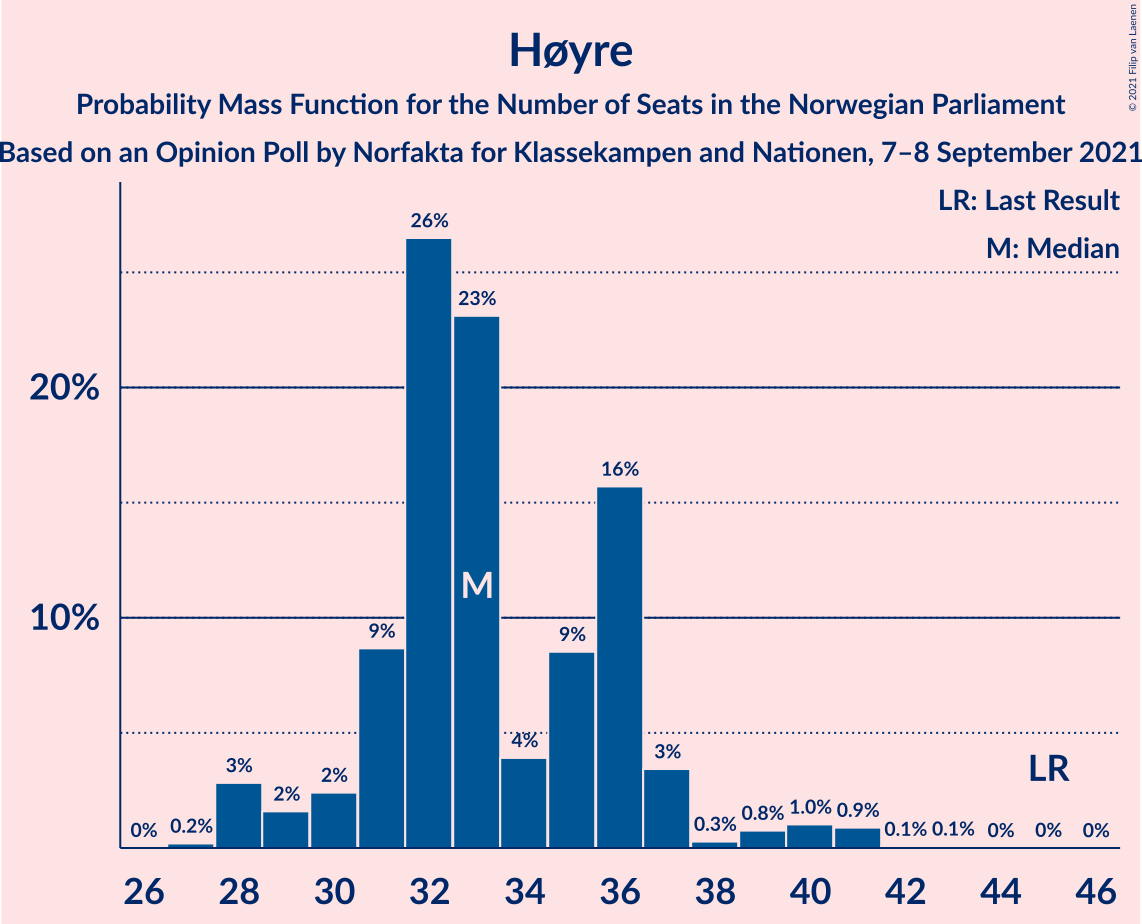 Høyre
Probability Mass Function for the Number of Seats in the Norwegian Parliament
Based on an Opinion Poll by Norfakta for Klassekampen and Nationen, 7–8 September 2021
© 2021 Filip van Laenen
LR: Last Result
M: Median
26%
23%
20%
16%
M
10%
9%
9%
4%
3%
LR
3%
2%
2%
0%
0.2%
0.3%
0.8%
1.0%
0.9%
0.1%
0.1%
0%
0%
0%
26 28 30 32 34 36 38 40 42 44 46